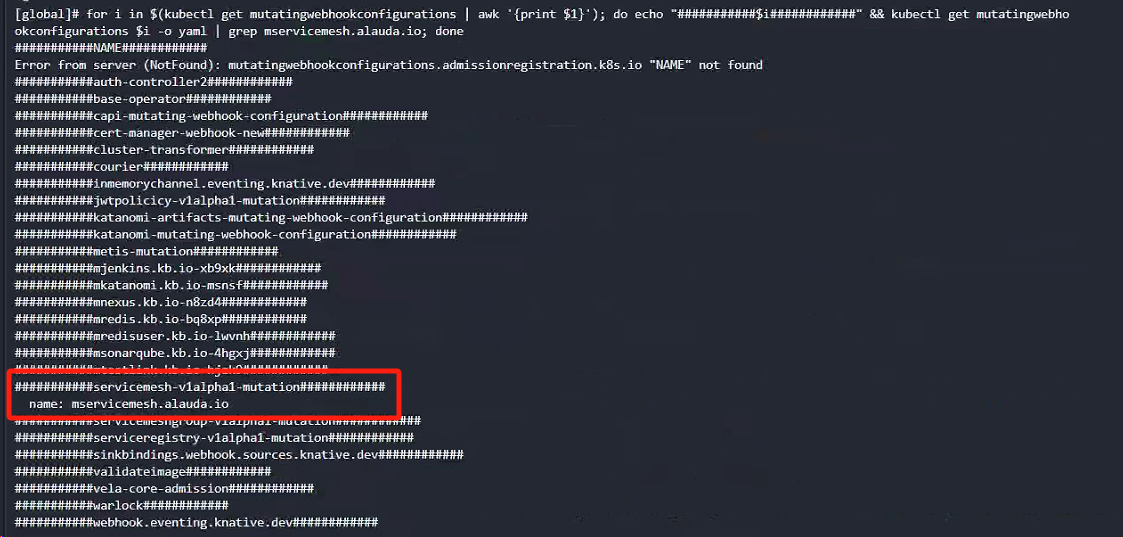 [global]# for i in $(kubectl get mutatingwebhookconfigurations | awk '{print $1}'); do echo "###########$i############" && kubectl get mutatingwebho
okconfigurations $i -o yaml | grep mservicemesh.alauda.io; done
###########NAME############
Error from server (NotFound): mutatingwebhookconfigurations.admissionregistration.k8s.io "NAME" not found
###########auth-controller2############
###########base-operator############
###########capi-mutating-webhook-configuration############
###########cert-manager-webhook-new############
###########cluster-transformer############
###########courier############
###########inmemorychannel.eventing.knative.dev############
###########jwtpolicicy-v1alpha1-mutation############
###########katanomi-artifacts-mutating-webhook-configuration############
###########katanomi-mutating-webhook-configuration############
###########metis-mutation############
###########mjenkins.kb.io-xb9xk############
###########mkatanomi.kb.io-msnsf############
###########mnexus.kb.io-n8zd4############
###########mredis.kb.io-bq8xp############
###########mredisuser.kb.io-lwvnh############
###########msonarqube.kb.io-4hgxj############
###########servicemesh-v1alpha1-mutation############
name: mservicemesh.alauda.io
###########servicemeshgroup-v1alpha1-mutation############
###########serviceregistry-v1alpha1-mutation############
###########sinkbindings.webhook.sources.knative.dev############
###########validateimage############
###########vela-core-admission############
###########warlock############
###########webhook.eventing.knative.dev############